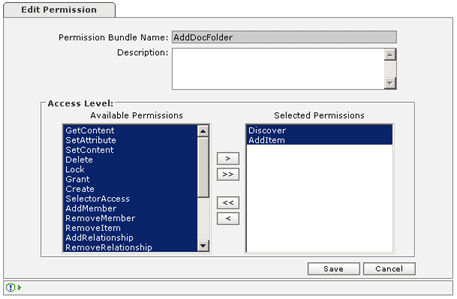 Edit Permission
Permission Bundle Name: AddDocFolder
Description:
Access Level:
Available Permissions
GetContent
SetAttribute
SetContent
Delete
Lock
Grant
Create
SelectorAccess
AddMember
RemoveMember
RemoveItem
AddRelationship
RemoveRelationship
>
>>
<<
<
Selected Permissions
Discover
AddItem
Save Cancel